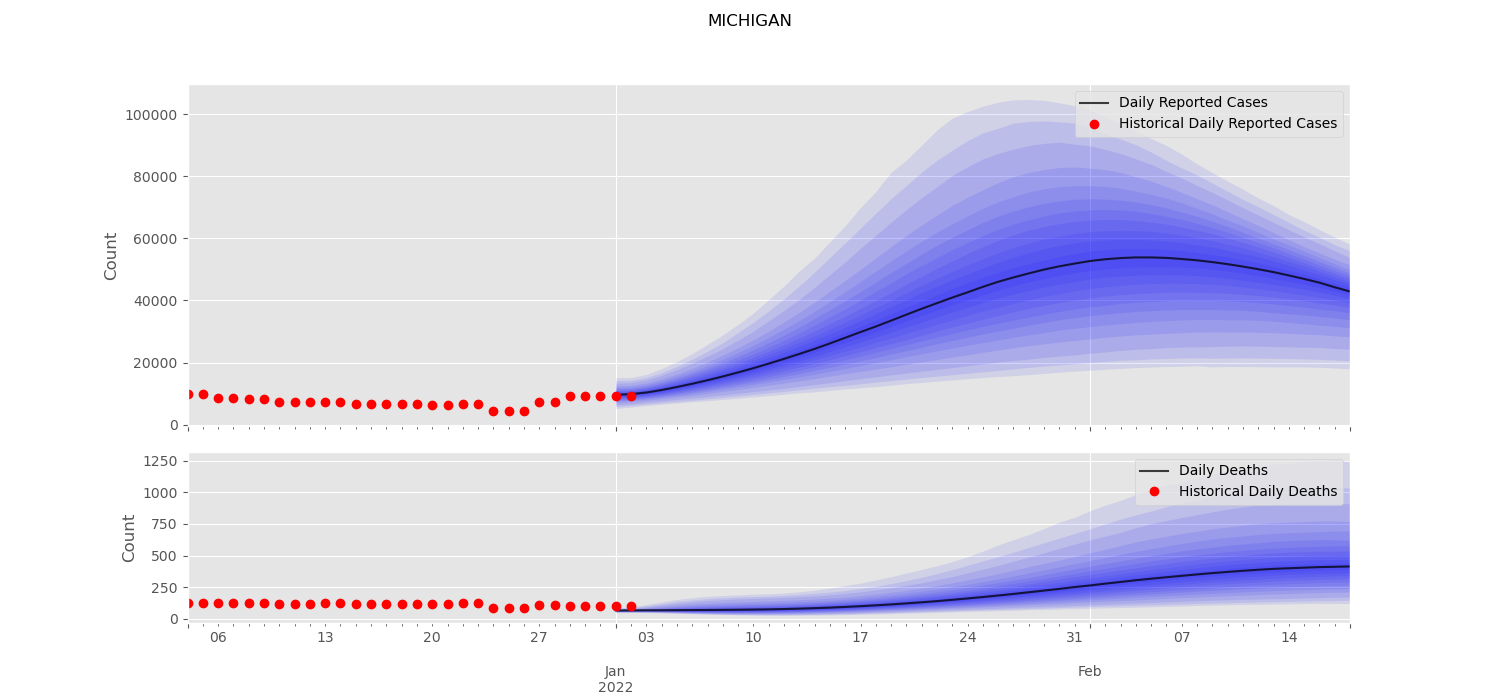 MICHIGAN
Count
100000
80000
60000
40000
20000
0
Daily Reported Cases
Historical Daily Reported Cases
Count
1250
1000
750
500
250
0
Daily Deaths
Historical Daily Deaths
06 13 20 27 03 10 17 24 31 07 14
Jan Feb
2022